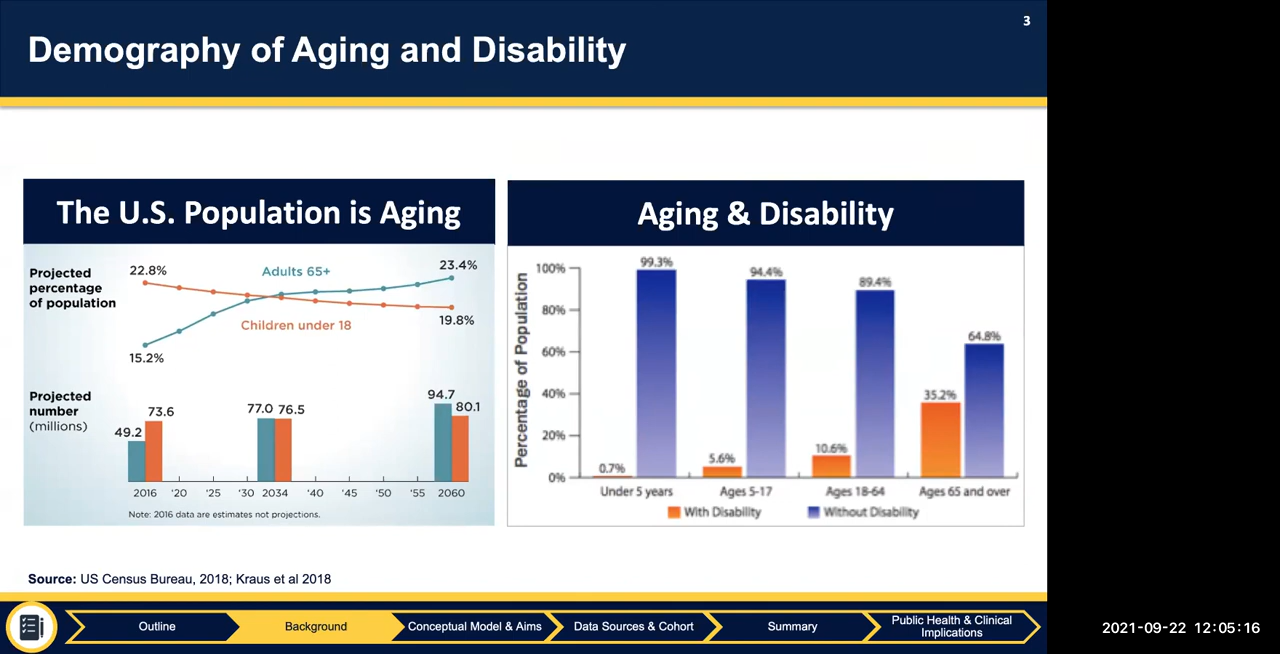 3
Demography of Aging and Disability
The U.S. Population is Aging
Projected
percentage
of population
22.8%
Adults 65+
23.4%
Children under 18
19.8%
15.2%
Projected
number
(millions)
49.2
73.6
77.0
76.5
94.7
80.1
2016
'20
'25
'30
2034
'40
'45
'50
'55
2060
Note: 2016 data are estimates not projections.
Aging & Disability
Percentage of Population
100%
80%
60%
40%
20%
0%
0.7%
99.3%
5.6%
94.4%
10.6%
89.4%
35.2%
64.8%
Under 5 years
Ages 5-17
Ages 18-64
Ages 65 and over
With Disability
Without Disability
Source: US Census Bureau, 2018; Kraus et al 2018
Outline
Background
Conceptual Model & Aims
Data Sources & Cohort
Summary
Public Health & Clinical
Implications
2021-09-22 12:05:16